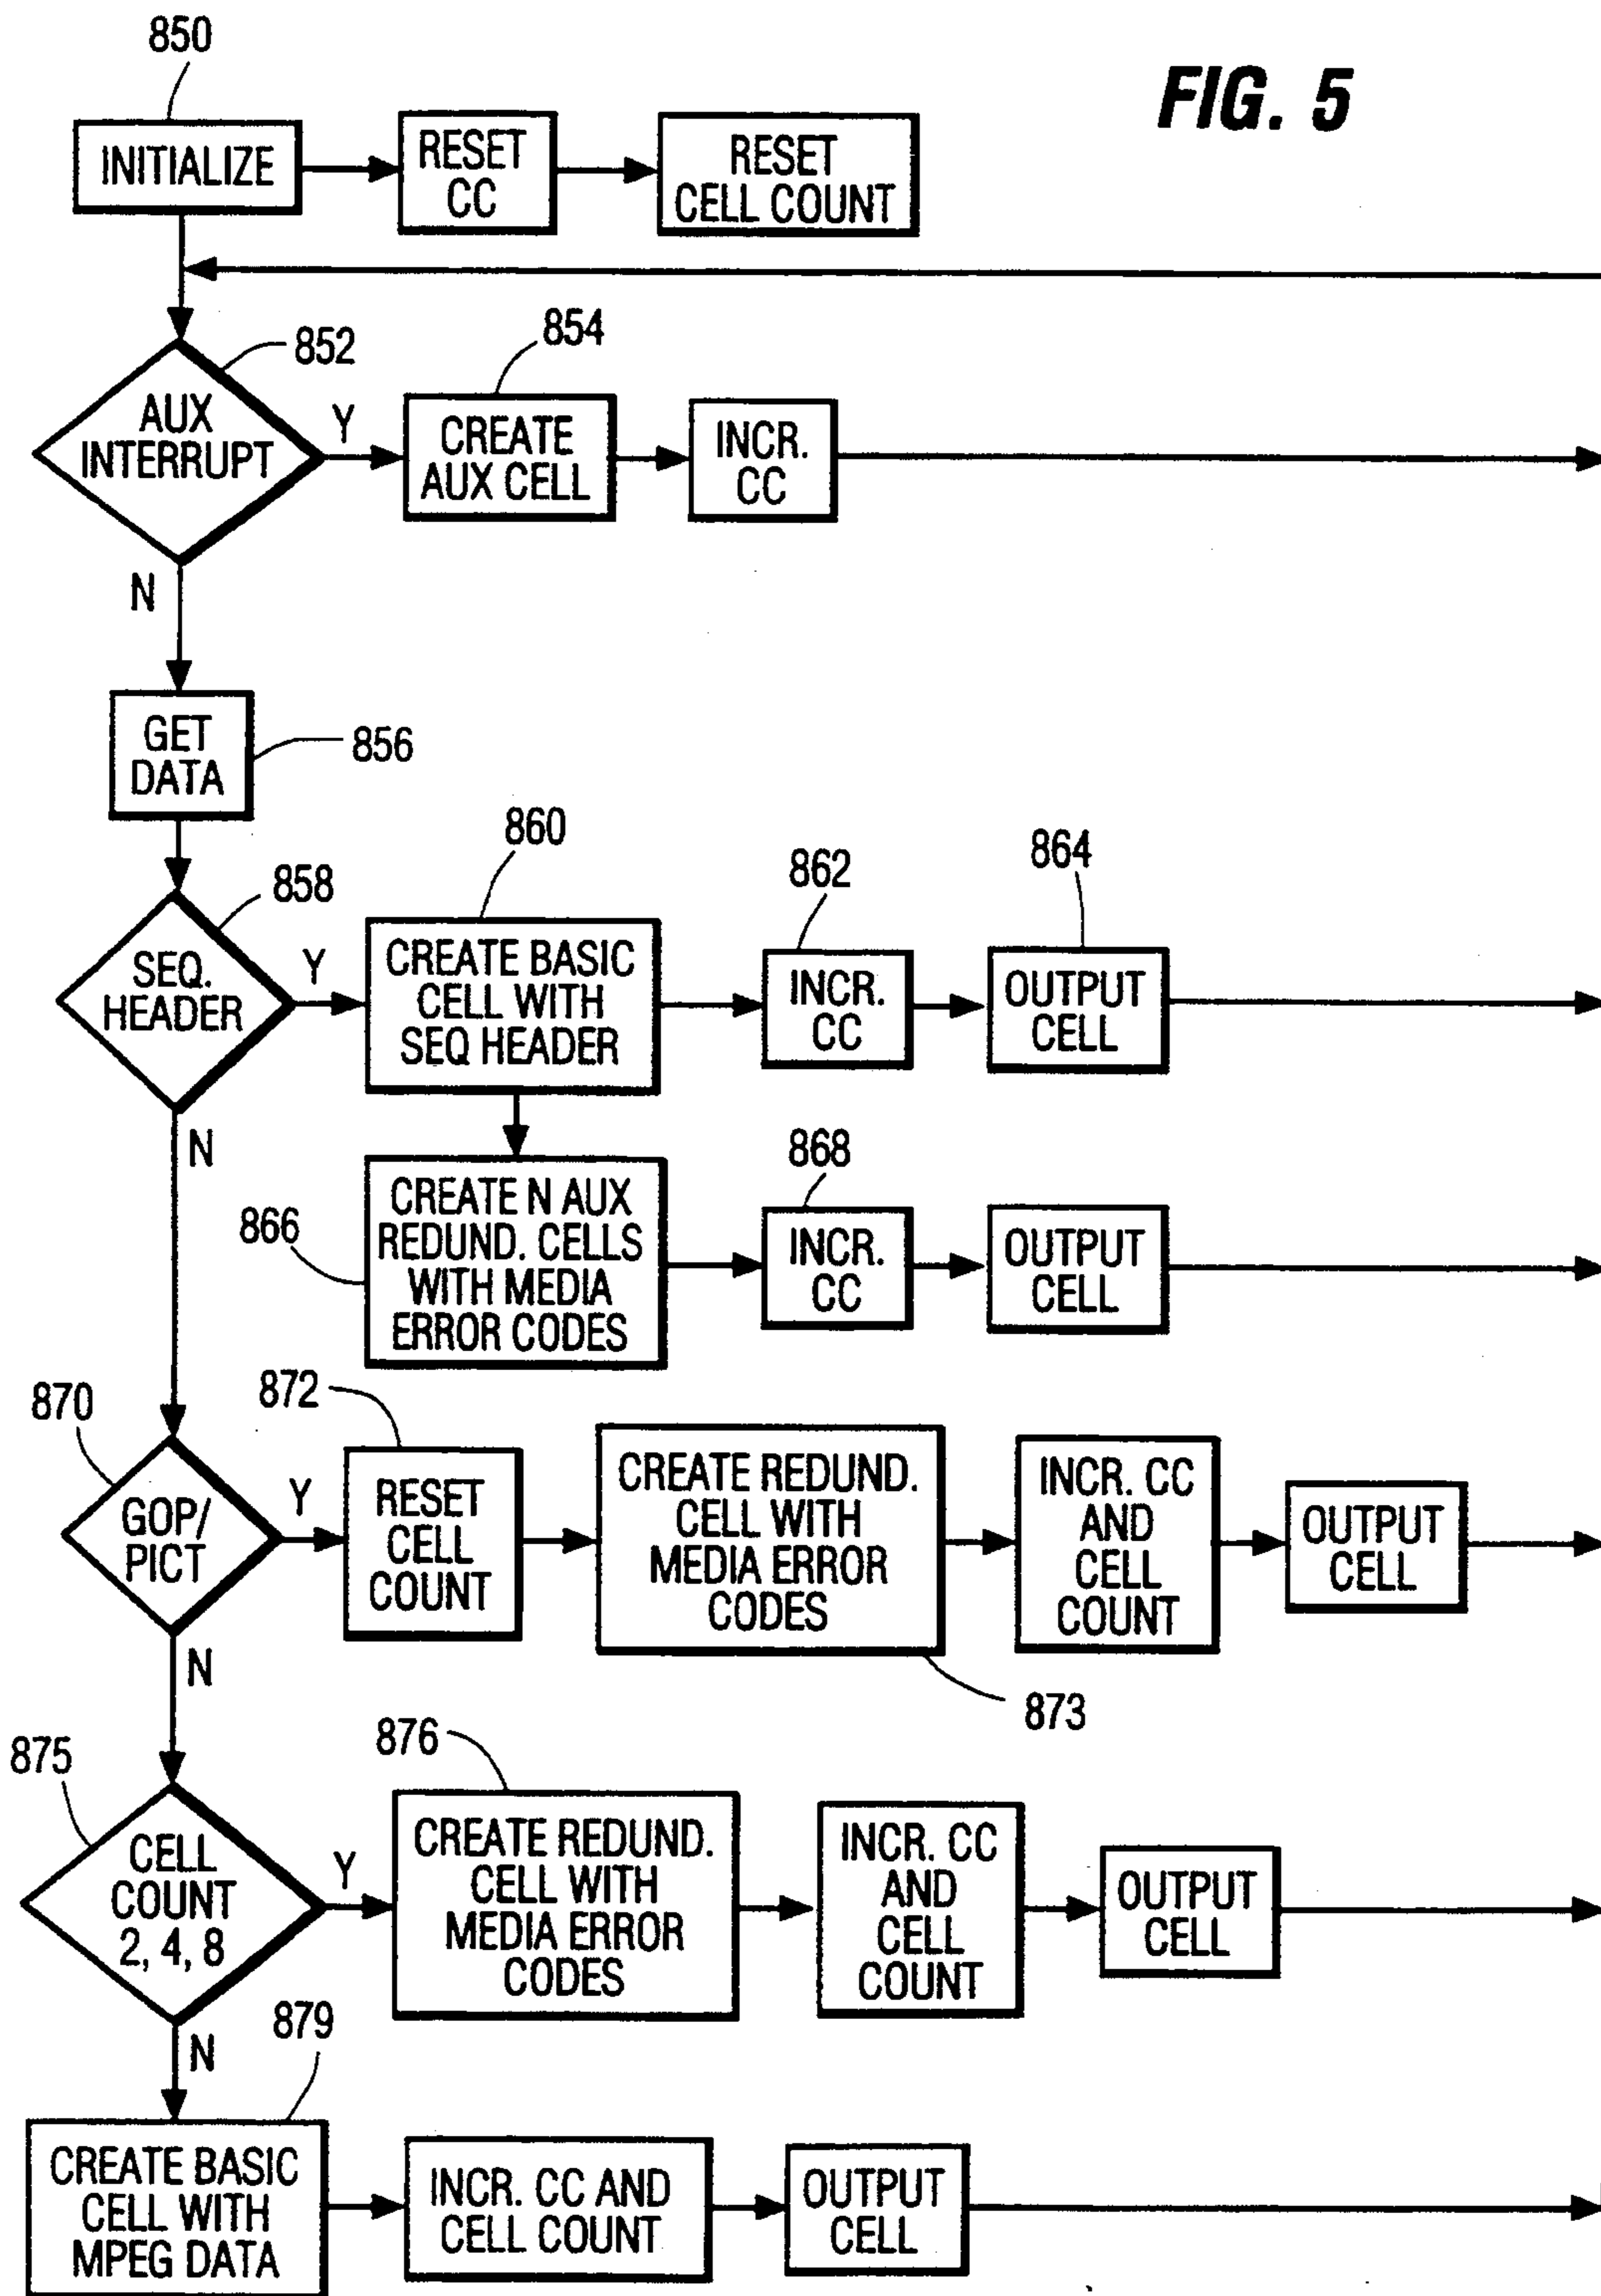 850
FIG. 5
INITIALIZE
RESET
CC
RESET
CELL COUNT
852
AUX
INTERRUPT
Y
N
854
CREATE
AUX CELL
INCR.
CC
GET
DATA
856
858
SEQ.
HEADER
Y
N
860
CREATE BASIC
CELL WITH
SEQ HEADER
862
INCR.
CC
864
OUTPUT
CELL
866
CREATE N AUX
REDUND. CELLS
WITH MEDIA
ERROR CODES
868
INCR.
CC
OUTPUT
CELL
870
GOP/
PICT
Y
N
872
RESET
CELL
COUNT
CREATE REDUND.
CELL WITH
MEDIA ERROR
CODES
873
INCR. CC
AND
CELL
COUNT
OUTPUT
CELL
875
CELL
COUNT
2, 4, 8
Y
N
876
CREATE REDUND.
CELL WITH
MEDIA ERROR
CODES
INCR. CC
AND
CELL
COUNT
OUTPUT
CELL
879
CREATE BASIC
CELL WITH
MPEG DATA
INCR. CC AND
CELL COUNT
OUTPUT
CELL